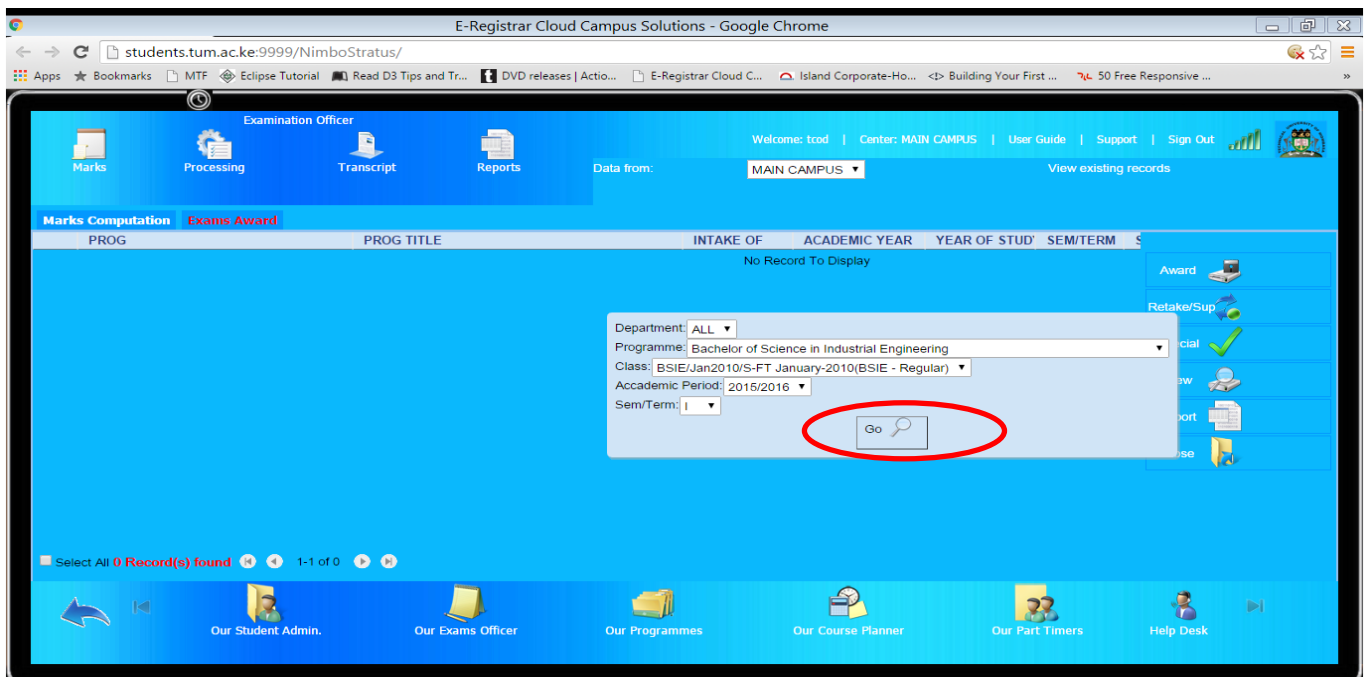 E-Registrar Cloud Campus Solutions - Google Chrome
students.tum.ac.ke:9999/NimboStratus/
Apps Bookmarks MTF Eclipse Tutorial Read D3 Tips and Tr... DVD releases | Actio... E-Registrar Cloud C... Island Corporate-Ho... <!> Building Your First ... 50 Free Responsive ... »
Examination Officer
Welcome: tcod | Center: MAIN CAMPUS | User Guide | Support | Sign Out
Marks Processing Transcript Reports Data from: MAIN CAMPUS View existing records
Marks Computation Exams Award
PROG PROG TITLE INTAKE OF ACADEMIC YEAR YEAR OF STUD SEM/TERM S
No Record To Display
Award
Retake/Sup
Department: ALL
Programme: Bachelor of Science in Industrial Engineering
cial
Class: BSIE/Jan2010/S-FT January-2010(BSIE - Regular)
Accademic Period: 2015/2016
ew
Sem/Term: I
port
Go
ose
Select All 0 Record(s) found 1-1 of 0
Our Student Admin. Our Exams Officer Our Programmes Our Course Planner Our Part Timers Help Desk